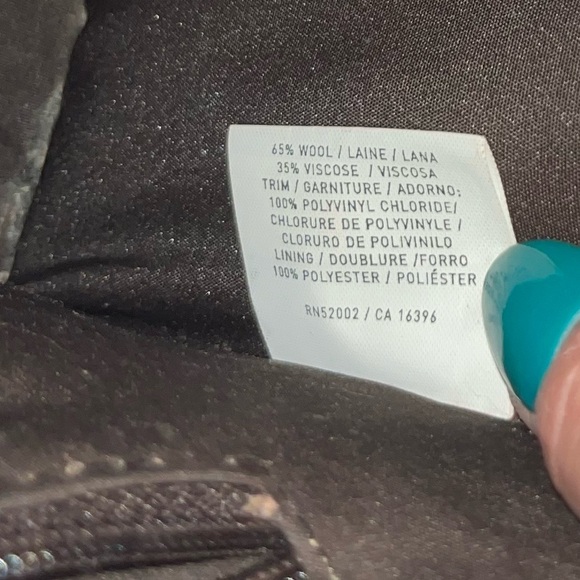 65% WOOL / LAINE / LANA
35% VISCOSE / VISCOSA
TRIM / GARNITURE / ADORNO:
100% POLYVINYL CHLORIDE/
CHLORURE DE POLYVINYLE /
CLORURO DE POLIVINILO
LINING / DOUBLURE /FORRO
100% POLYESTER / POLIÉSTER
RN52002 / CA 16396